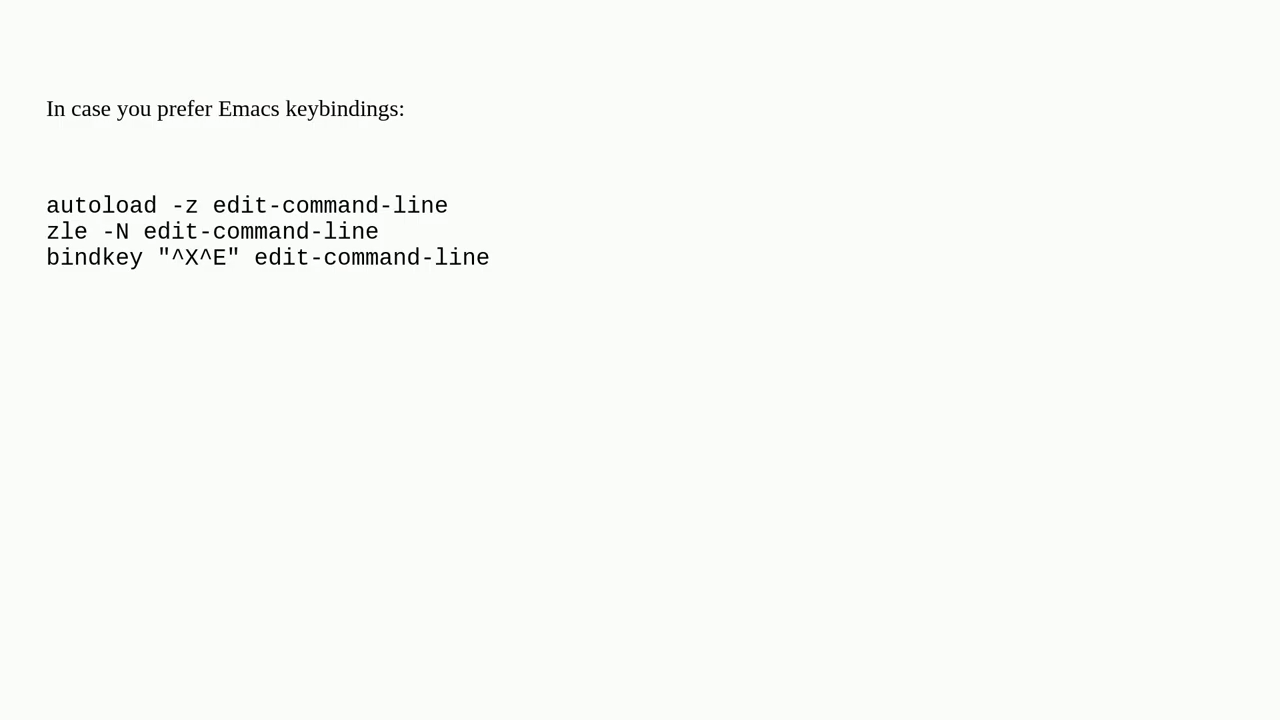 In case you prefer Emacs keybindings:
autoload -z edit-command-line
zle -N edit-command-line
bindkey "^X^E" edit-command-line